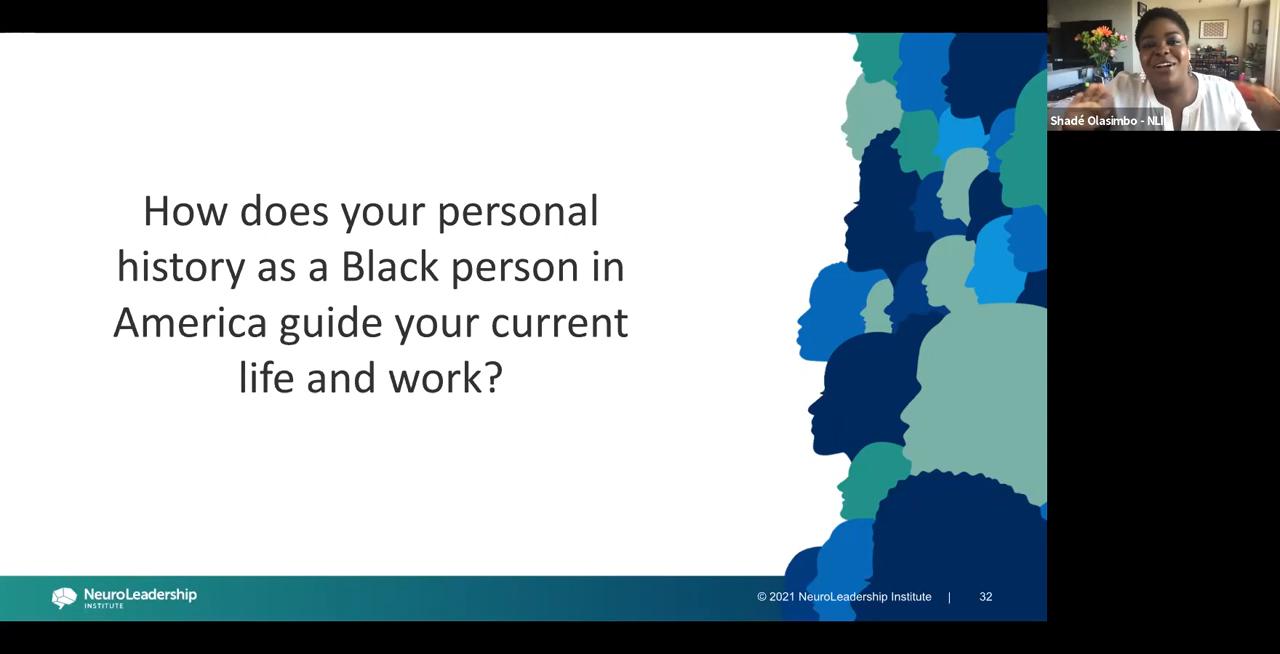 How does your personal
history as a Black person in
America guide your current
life and work?
Shadé Olasimbo - NLI
NeuroLeadership
INSTITUTE
© 2021 NeuroLeadership Institute | 32